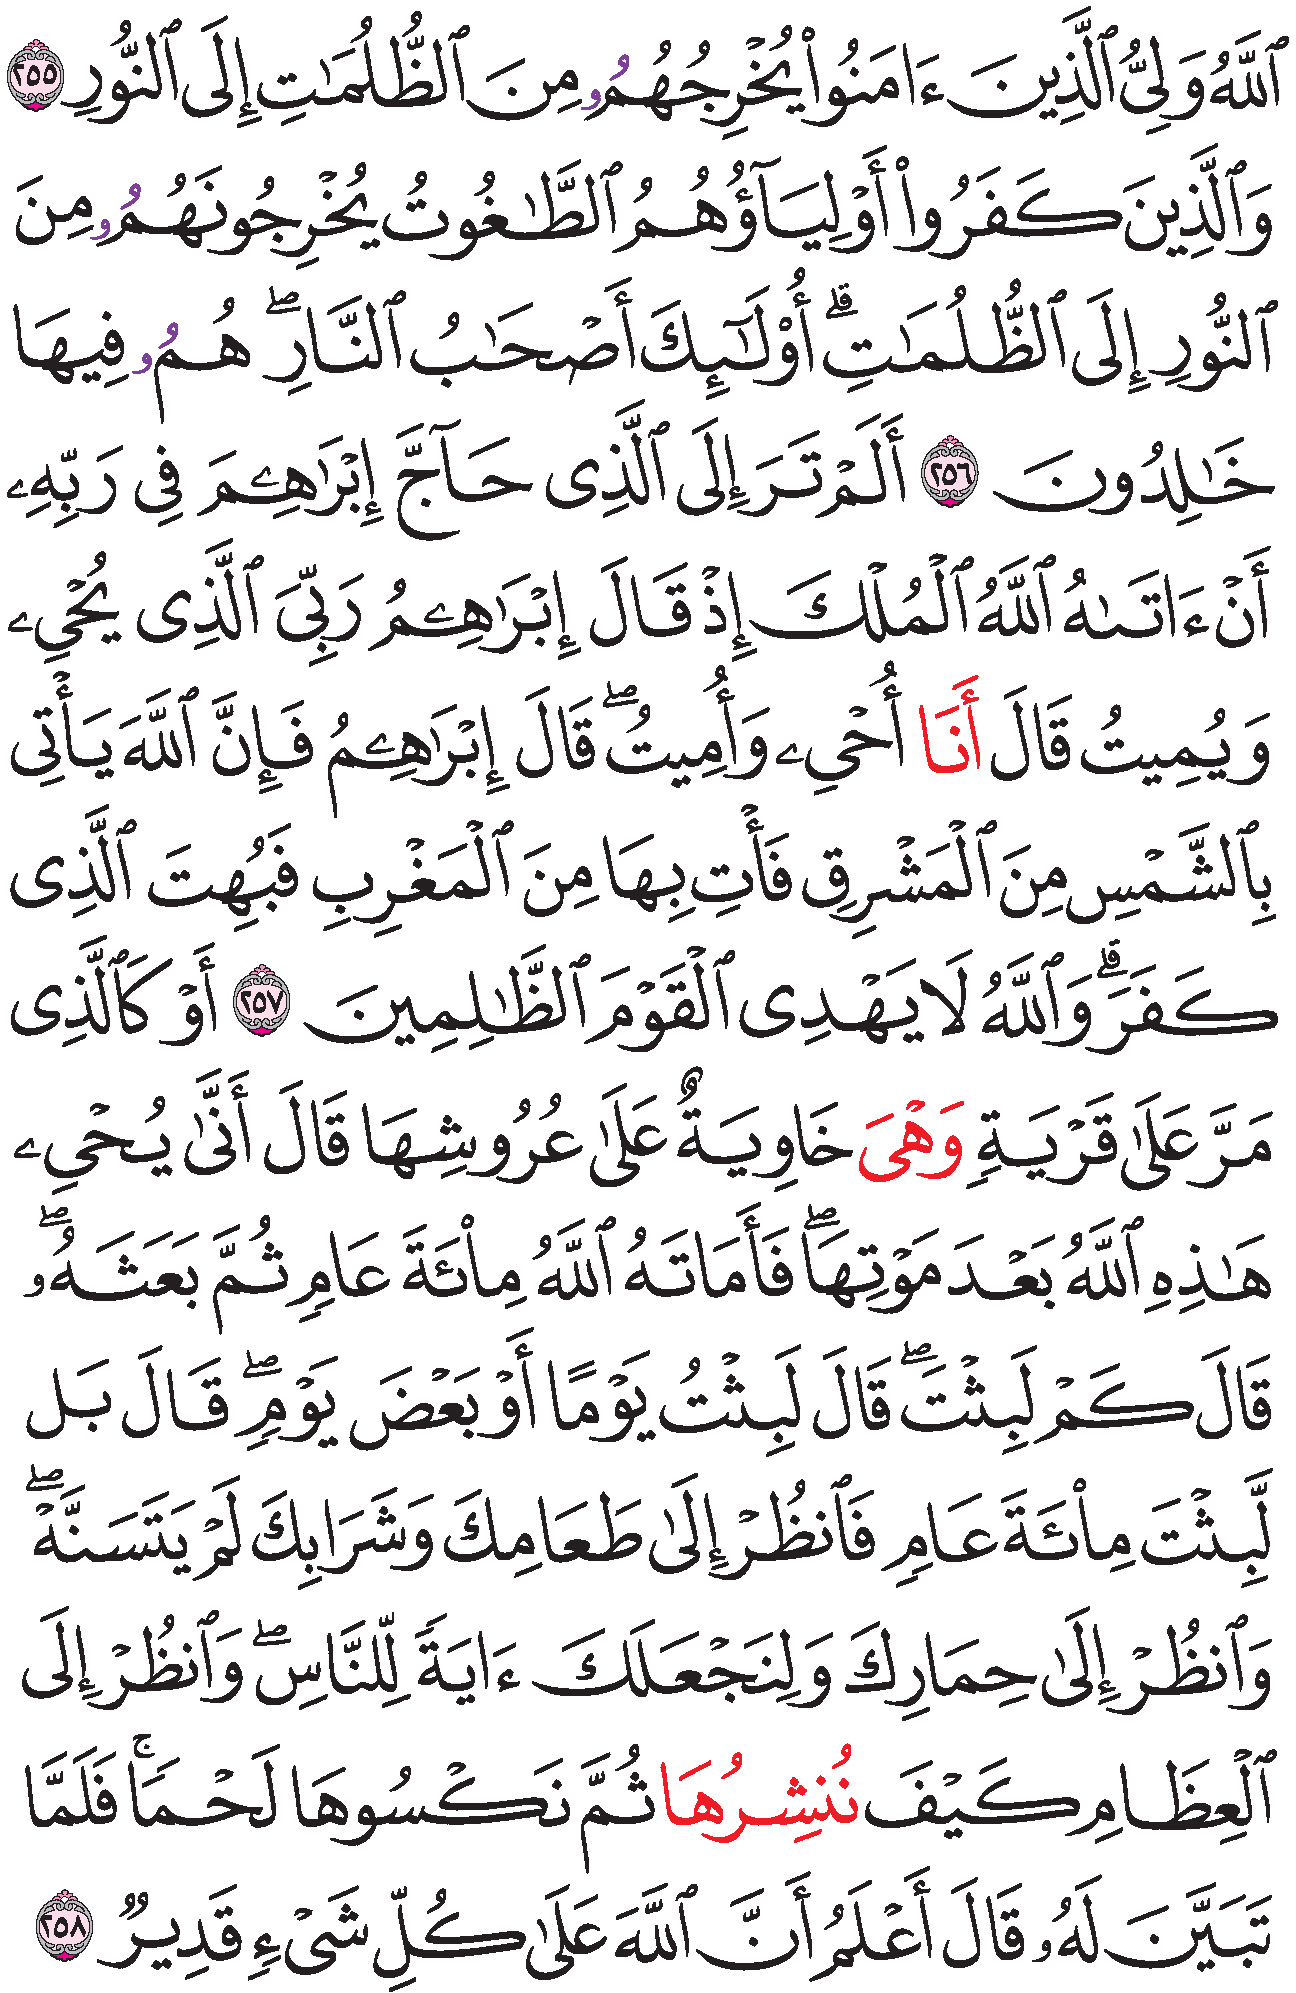 ٱللَّهُ وَلِيُّ ٱلَّذِينَ ءَامَنُواْ يُخۡرِجُهُمُۥ مِنَ ٱلظُّلُمَٰتِ إِلَى ٱلنُّورِ ٢٥٥
وَٱلَّذِينَ كَفَرُواْ أَوۡلِيَآؤُهُمُ ٱلطَّٰغُوتُ يُخۡرِجُونَهُمُۥ مِنَ
ٱلنُّورِ إِلَى ٱلظُّلُمَٰتِۗ أُوْلَٰٓئِكَ أَصۡحَٰبُ ٱلنَّارِۖ هُمُۥ فِيهَا
خَٰلِدُونَ ٢٥٦ أَلَمۡ تَرَ إِلَى ٱلَّذِى حَآجَّ إِبۡرَٰهِـۧمَ فِى رَبِّهِۦ
أَنۡ ءَاتَىٰهُ ٱللَّهُ ٱلۡمُلۡكَ إِذۡ قَالَ إِبۡرَٰهِـۧمُ رَبِّىَ ٱلَّذِى يُحۡىِۦ
وَيُمِيتُ قَالَ أَنَا أُحۡىِۦ وَأُمِيتُۖ قَالَ إِبۡرَٰهِـۧمُ فَإِنَّ ٱللَّهَ يَأۡتِى
بِٱلشَّمۡسِ مِنَ ٱلۡمَشۡرِقِ فَأۡتِ بِهَا مِنَ ٱلۡمَغۡرِبِ فَبُهِتَ ٱلَّذِى
كَفَرَۗ وَٱللَّهُ لَا يَهۡدِى ٱلۡقَوۡمَ ٱلظَّٰلِمِينَ ٢٥٧ أَوۡ كَٱلَّذِى
مَرَّ عَلَىٰ قَرۡيَةٖ وَهۡىَ خَاوِيَةٌ عَلَىٰ عُرُوشِهَا قَالَ أَنَّىٰ يُحۡىِۦ
هَٰذِهِ ٱللَّهُ بَعۡدَ مَوۡتِهَاۖ فَأَمَاتَهُ ٱللَّهُ مِاْئَةَ عَامٖ ثُمَّ بَعَثَهُۥۖ
قَالَ كَمۡ لَبِثۡتَۖ قَالَ لَبِثۡتُ يَوۡمًا أَوۡ بَعۡضَ يَوۡمٖۖ قَالَ بَل
لَّبِثۡتَ مِاْئَةَ عَامٖ فَٱنظُرۡ إِلَىٰ طَعَامِكَ وَشَرَابِكَ لَمۡ يَتَسَنَّهۡۖ
وَٱنظُرۡ إِلَىٰ حِمَارِكَ وَلِنَجۡعَلَكَ ءَايَةٗ لِّلنَّاسِۖ وَٱنظُرۡ إِلَى
ٱلۡعِظَامِ كَيۡفَ نُنشِرُهَا ثُمَّ نَكۡسُوهَا لَحۡمٗاۚ فَلَمَّا
تَبَيَّنَ لَهُۥ قَالَ أَعۡلَمُ أَنَّ ٱللَّهَ عَلَىٰ كُلِّ شَىۡءٖ قَدِيرٞ ٢٥٨